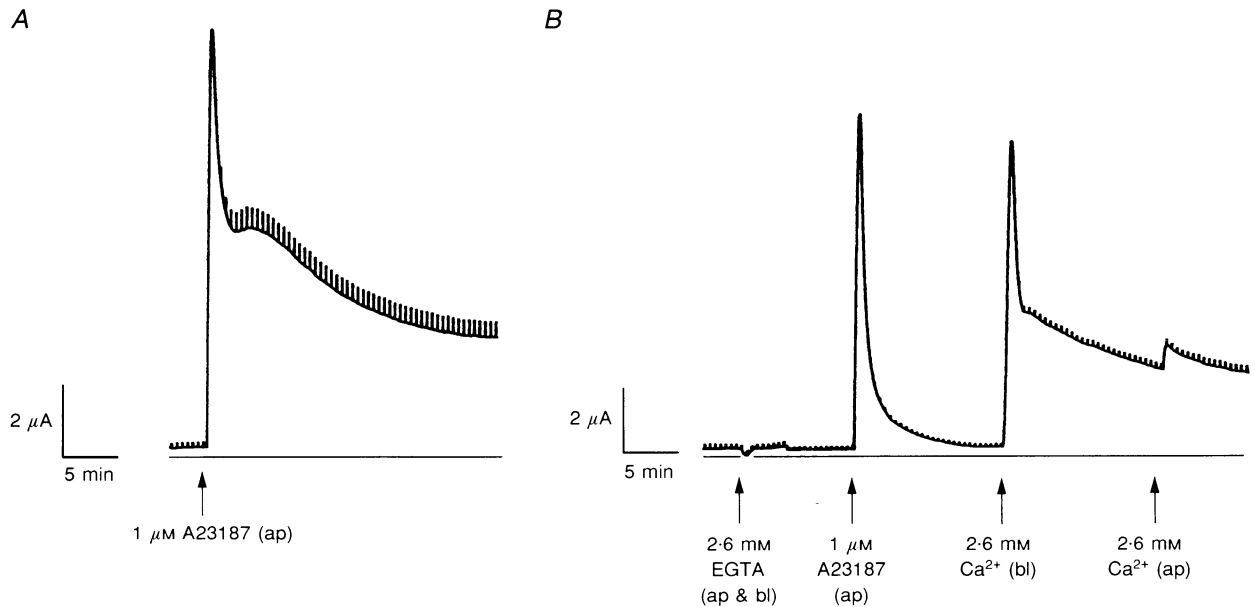 A
B
2 μA
5 min
1 μM A23187 (ap)
2 μA
5 min
2·6 mM
EGTA
(ap & bl)
1 μM
A23187
(ap)
2·6 mM
Ca²⁺ (bl)
2·6 mM
Ca²⁺ (ap)